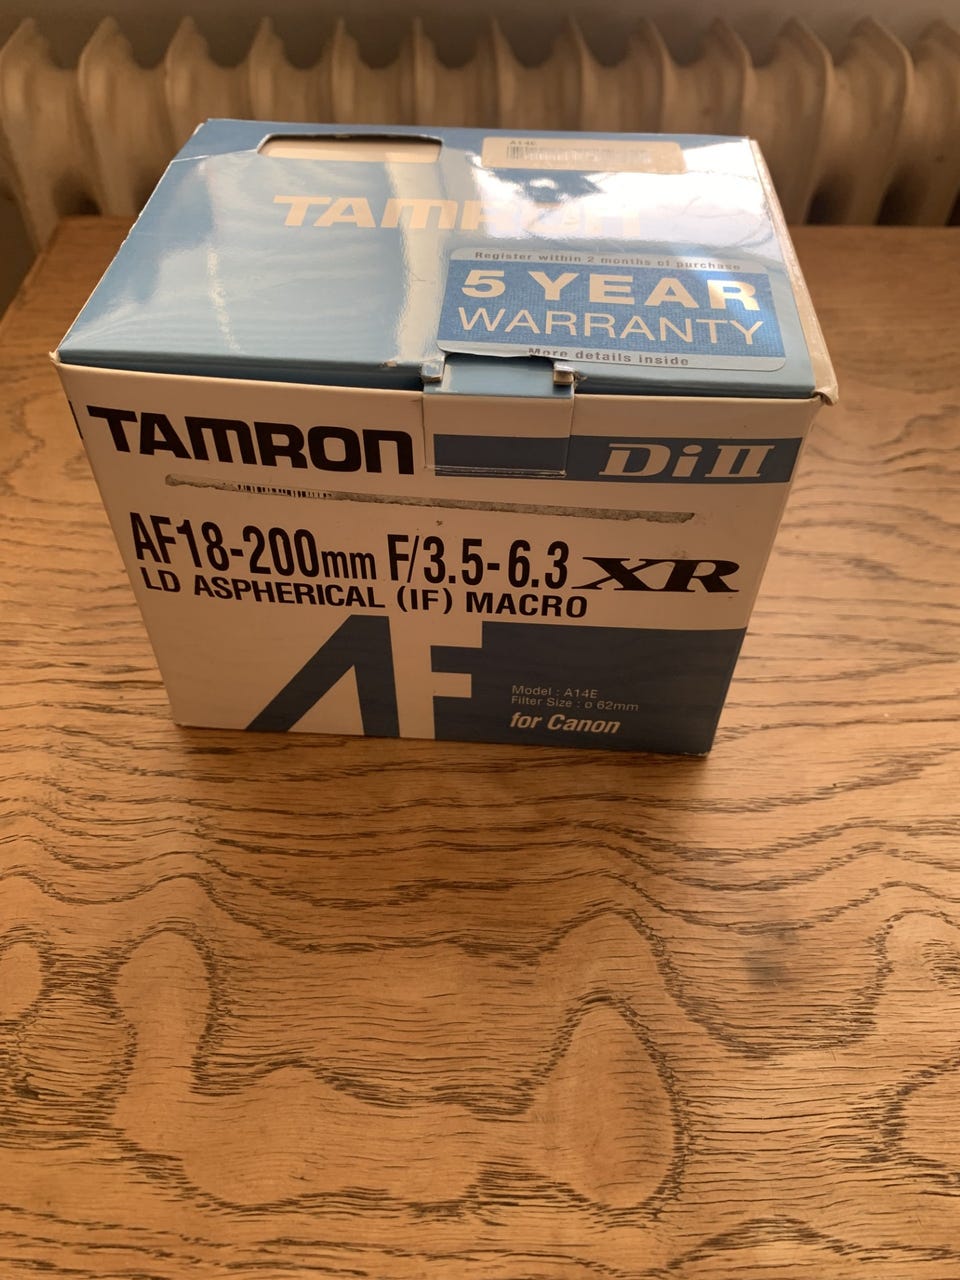 A14E
TAMRON
Register within 2 months of purchase
5 YEAR
WARRANTY
More details inside
TAMRON
Di II
AF18-200mm F/3.5-6.3 XR
LD ASPHERICAL (IF) MACRO
AF
Model : A14E
Filter Size : ø 62mm
for Canon